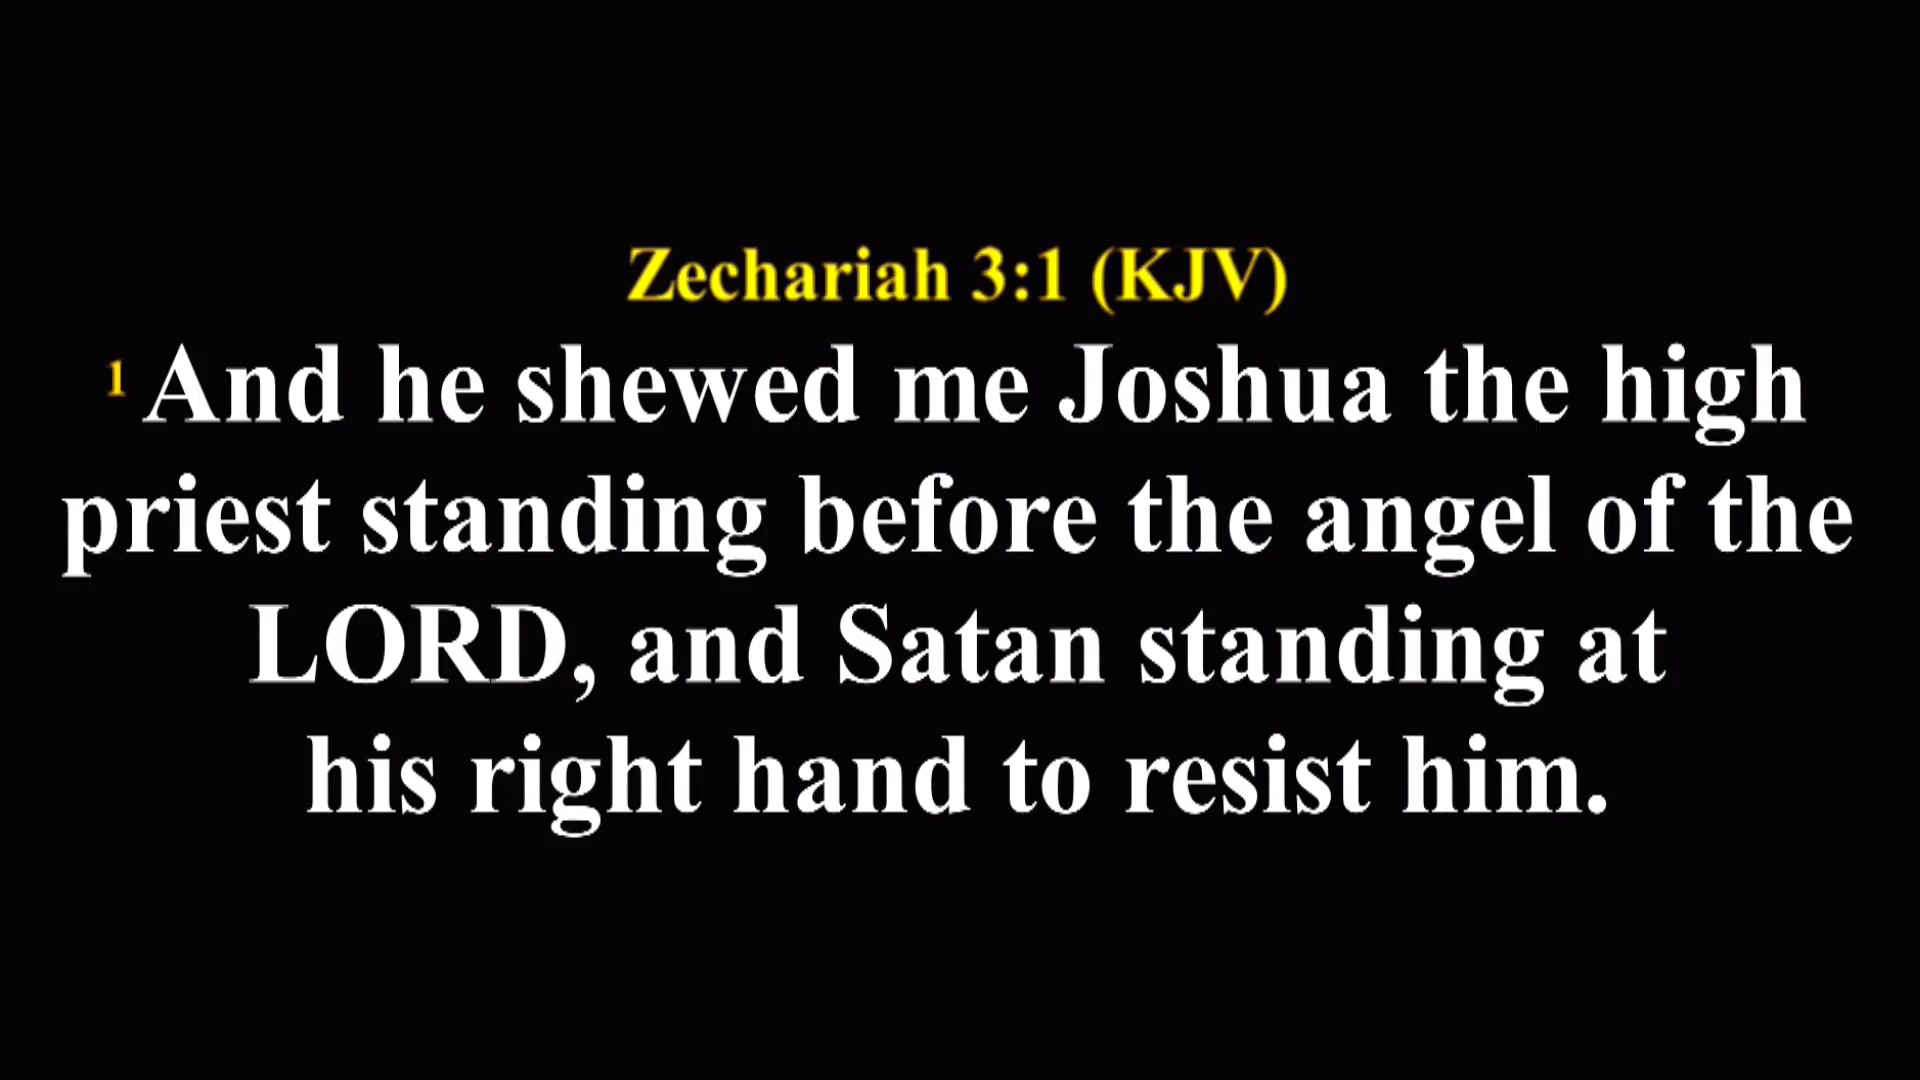 Zechariah 3:1 (KJV)
1 And he shewed me Joshua the high
priest standing before the angel of the
LORD, and Satan standing at
his right hand to resist him.